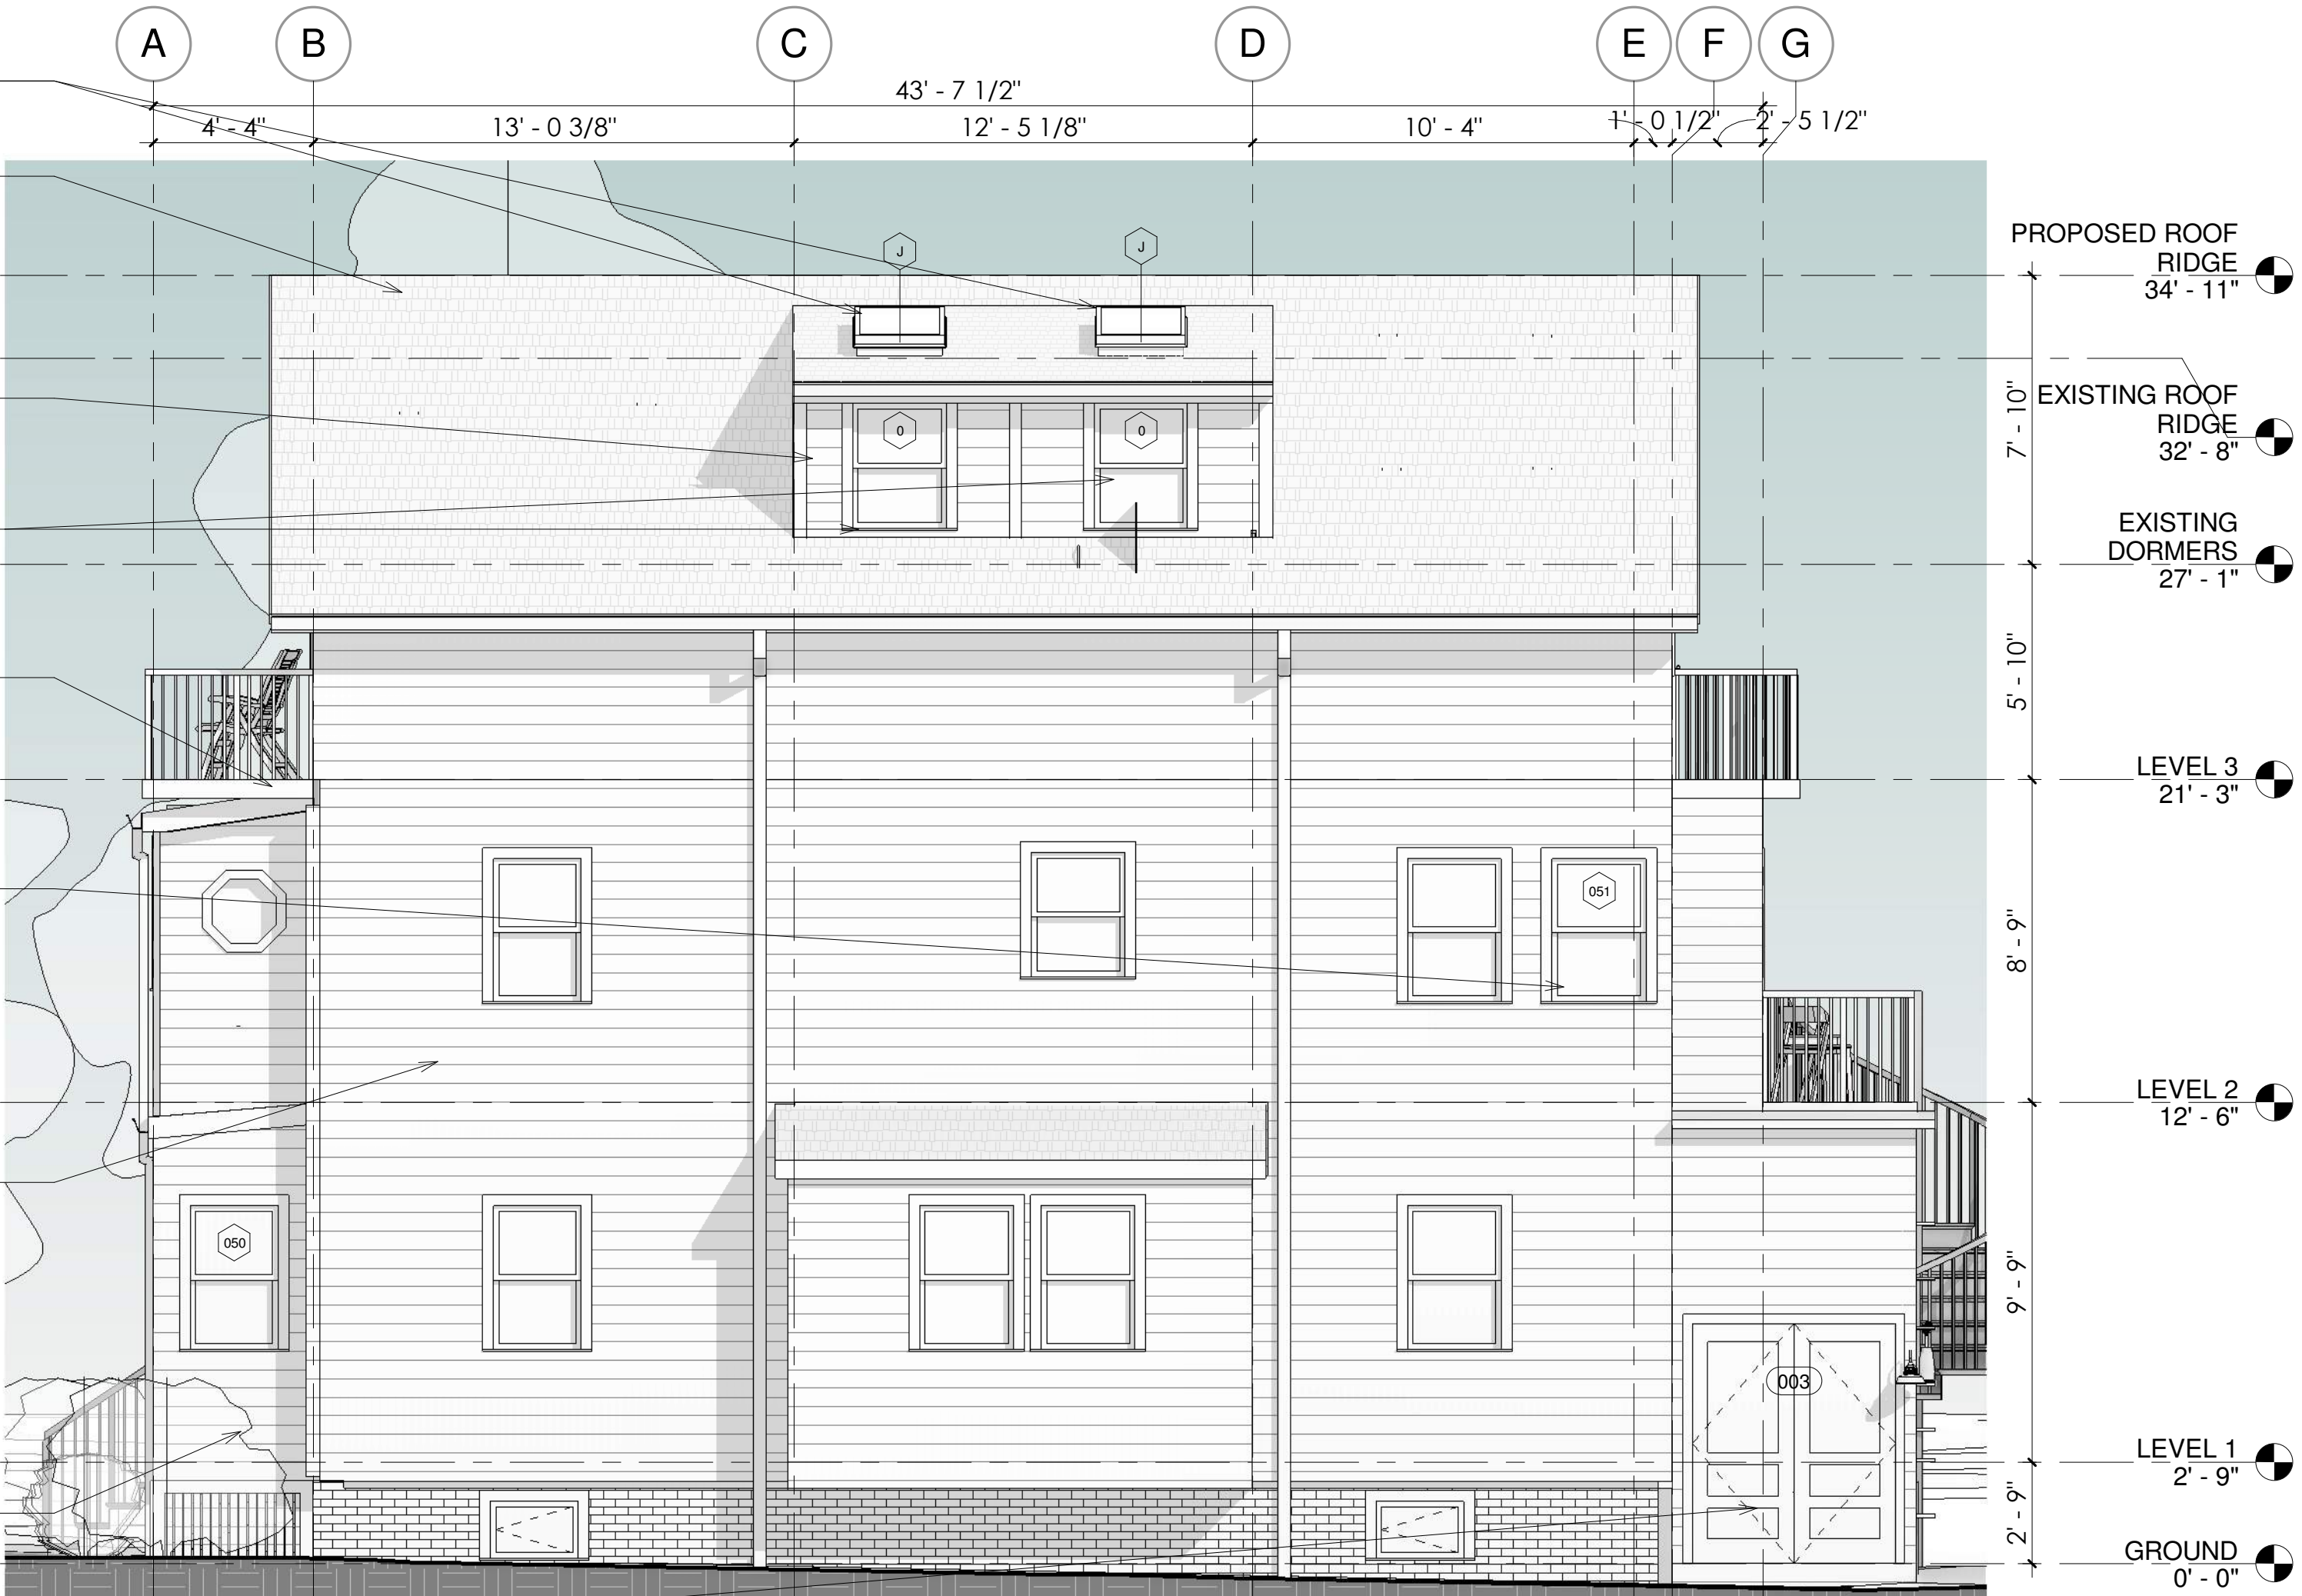 A B C D E F G
43' - 7 1/2"
4' - 4" 13' - 0 3/8" 12' - 5 1/8" 10' - 4" 1' - 0 1/2" 2' - 5 1/2"
PROPOSED ROOF
RIDGE
34' - 11"
J J
7' - 10"
EXISTING ROOF
RIDGE
32' - 8"
0 0
EXISTING
DORMERS
27' - 1"
5' - 10"
LEVEL 3
21' - 3"
051
8' - 9"
LEVEL 2
12' - 6"
050
9' - 9"
003
LEVEL 1
2' - 9"
2' - 9"
GROUND
0' - 0"